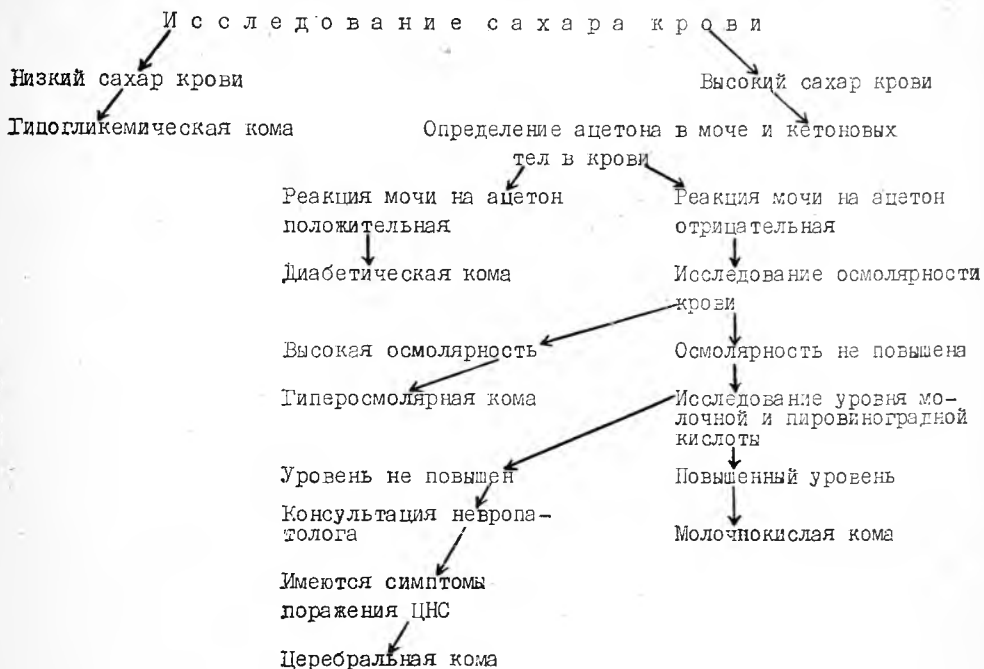 Исследование сахара крови
Низкий сахар крови
Высокий сахар крови
Гипогликемическая кома
Определение ацетона в моче и кетоновых
тел в крови
Реакция мочи на ацетон
положительная
Реакция мочи на ацетон
отрицательная
Диабетическая кома
Исследование осмолярности
крови
Высокая осмолярность
Осмолярность не повышена
Гиперосмолярная кома
Исследование уровня мо-
лочной и пировиноградной
кислоты
Уровень не повышен
Повышенный уровень
Консультация невропа-
толога
Молочнокислая кома
Имеются симптомы
поражения ЦНС
Церебральная кома